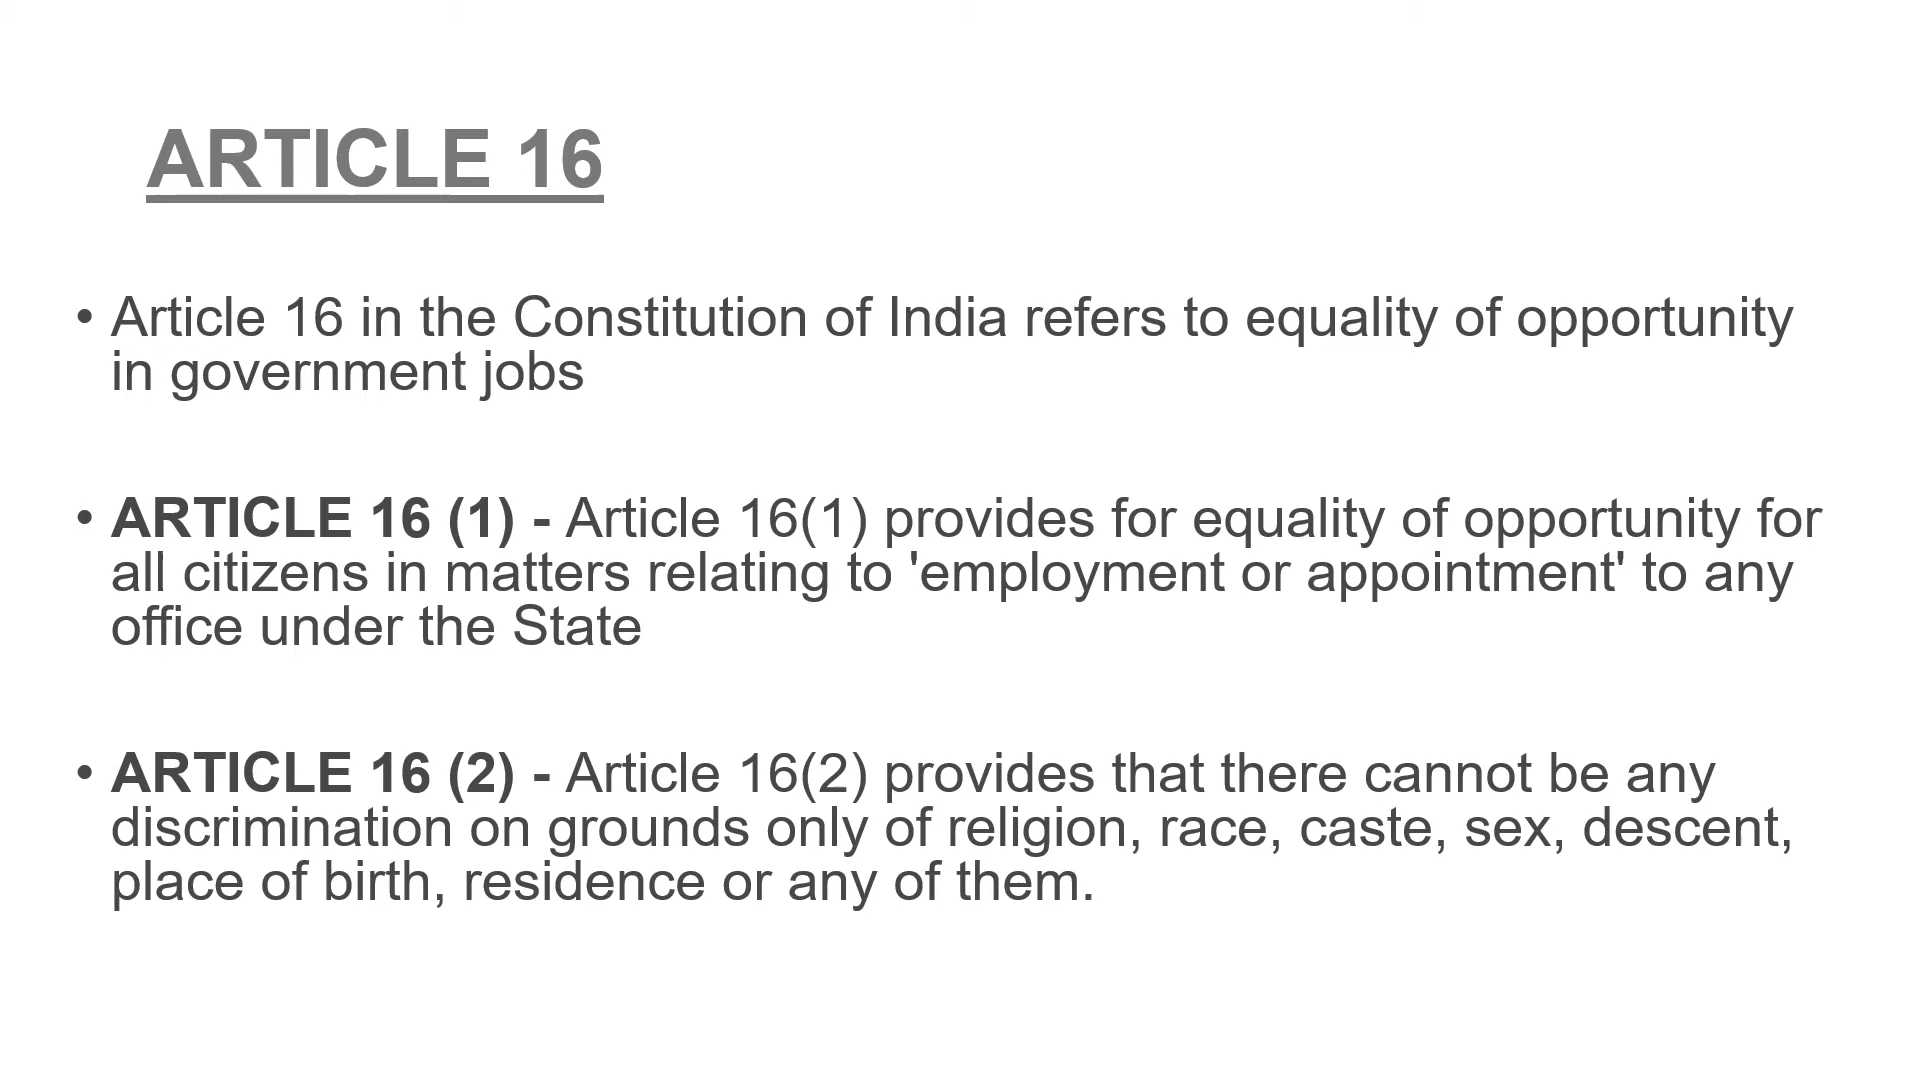 ARTICLE 16
• Article 16 in the Constitution of India refers to equality of opportunity
in government jobs
• ARTICLE 16 (1) - Article 16(1) provides for equality of opportunity for
all citizens in matters relating to 'employment or appointment' to any
office under the State
• ARTICLE 16 (2) - Article 16(2) provides that there cannot be any
discrimination on grounds only of religion, race, caste, sex, descent,
place of birth, residence or any of them.